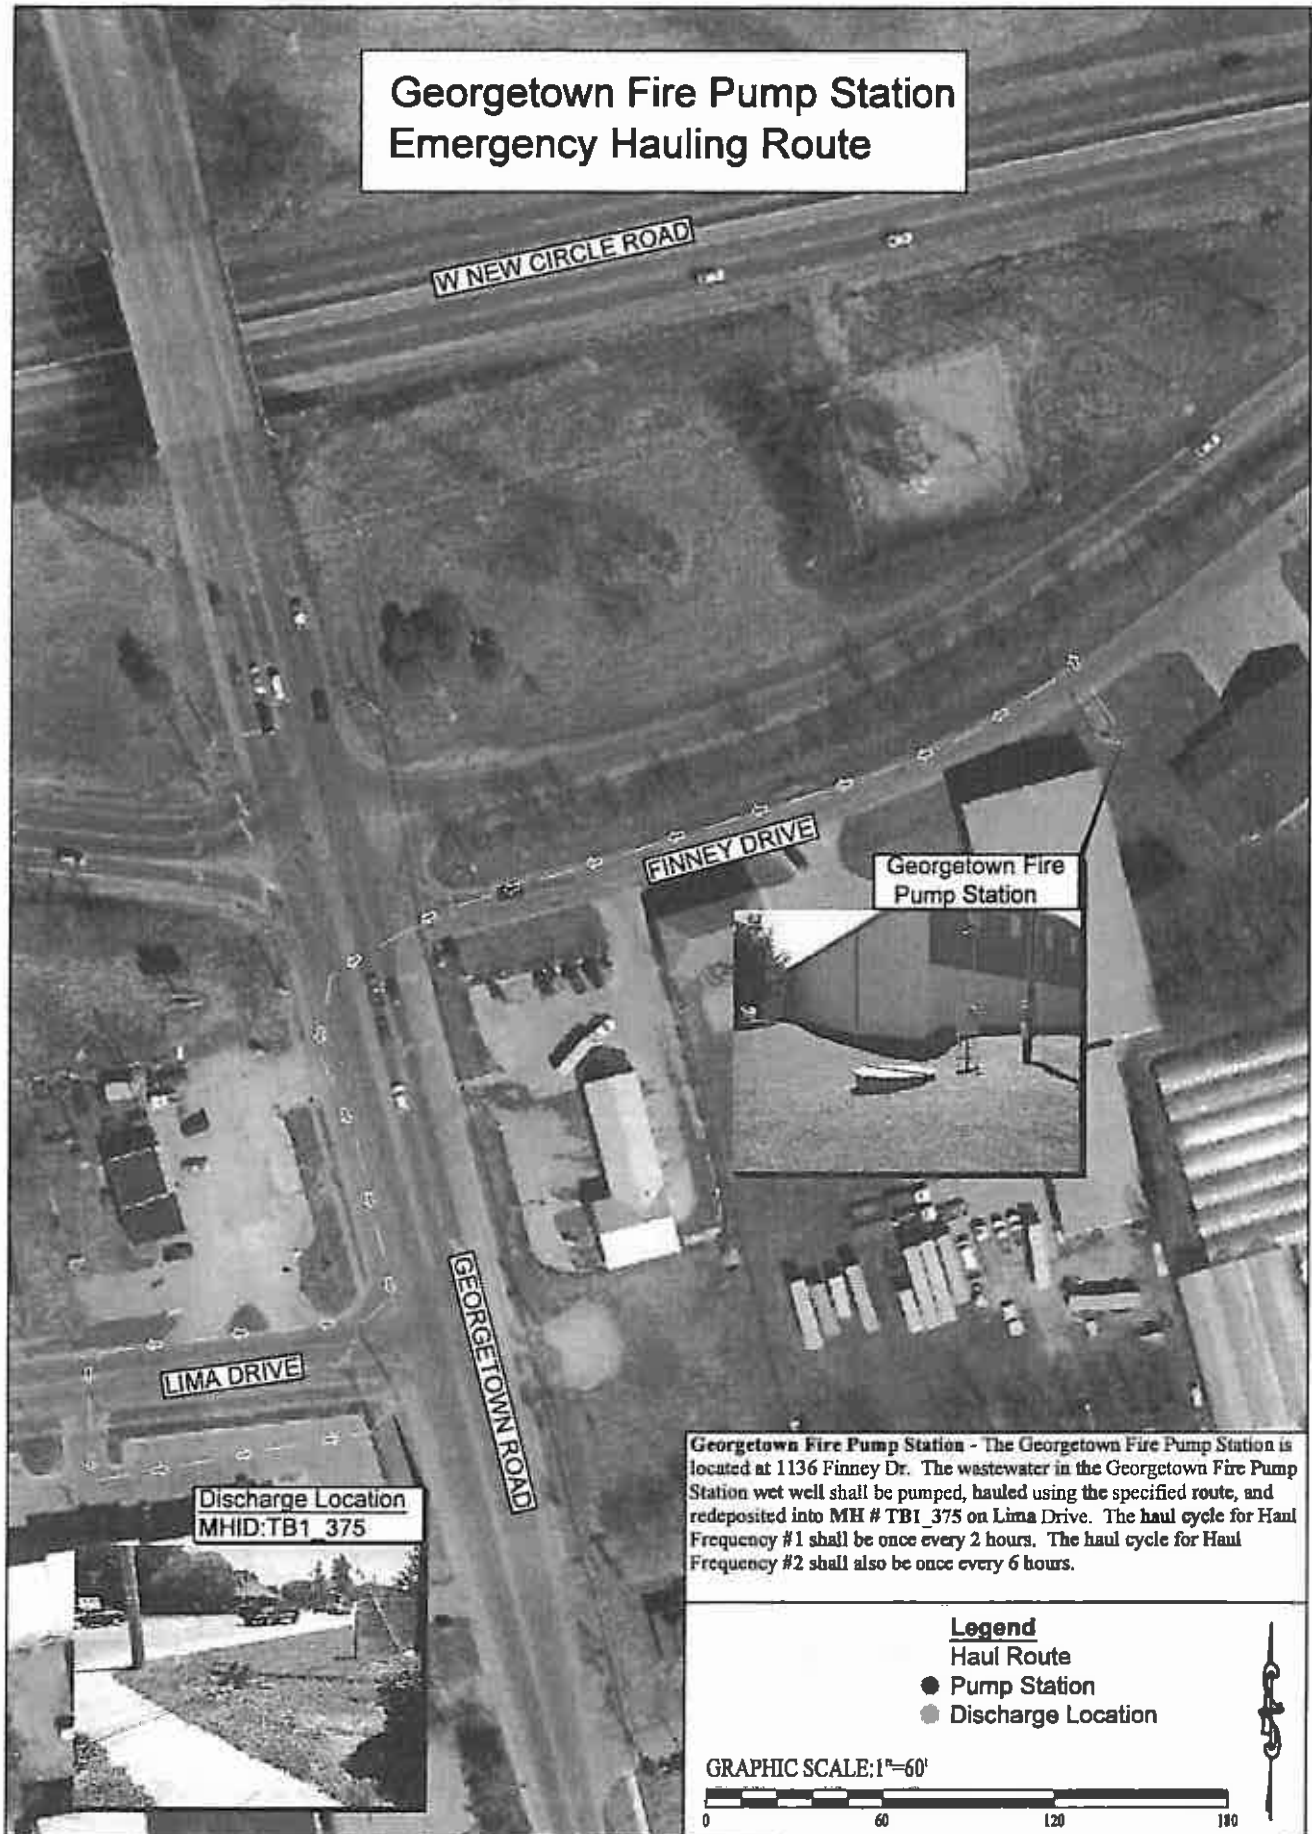 Georgetown Fire Pump Station
Emergency Hauling Route
W NEW CIRCLE ROAD
FINNEY DRIVE
Georgetown Fire
Pump Station
GEORGETOWN ROAD
LIMA DRIVE
Discharge Location
MHID:TB1_375
Georgetown Fire Pump Station - The Georgetown Fire Pump Station is
located at 1136 Finney Dr. The wastewater in the Georgetown Fire Pump
Station wet well shall be pumped, hauled using the specified route, and
redeposited into MH # TB1_375 on Lima Drive. The haul cycle for Haul
Frequency #1 shall be once every 2 hours. The haul cycle for Haul
Frequency #2 shall also be once every 6 hours.
Legend
Haul Route
Pump Station
Discharge Location
GRAPHIC SCALE:1"=60'
0 60 120 180